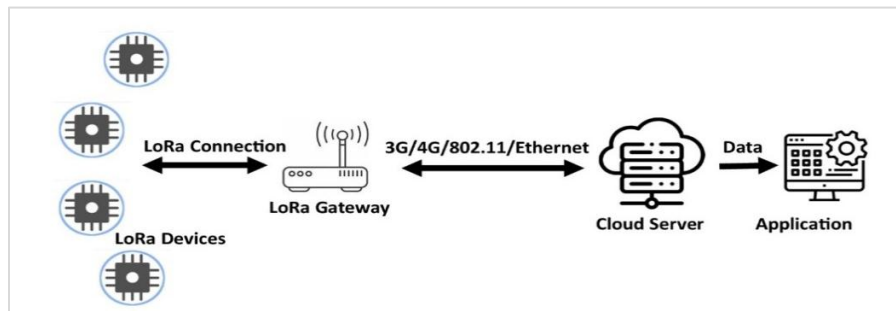 LoRa Connection
3G/4G/802.11/Ethernet
Data
LoRa Gateway
Cloud Server
Application
LoRa Devices